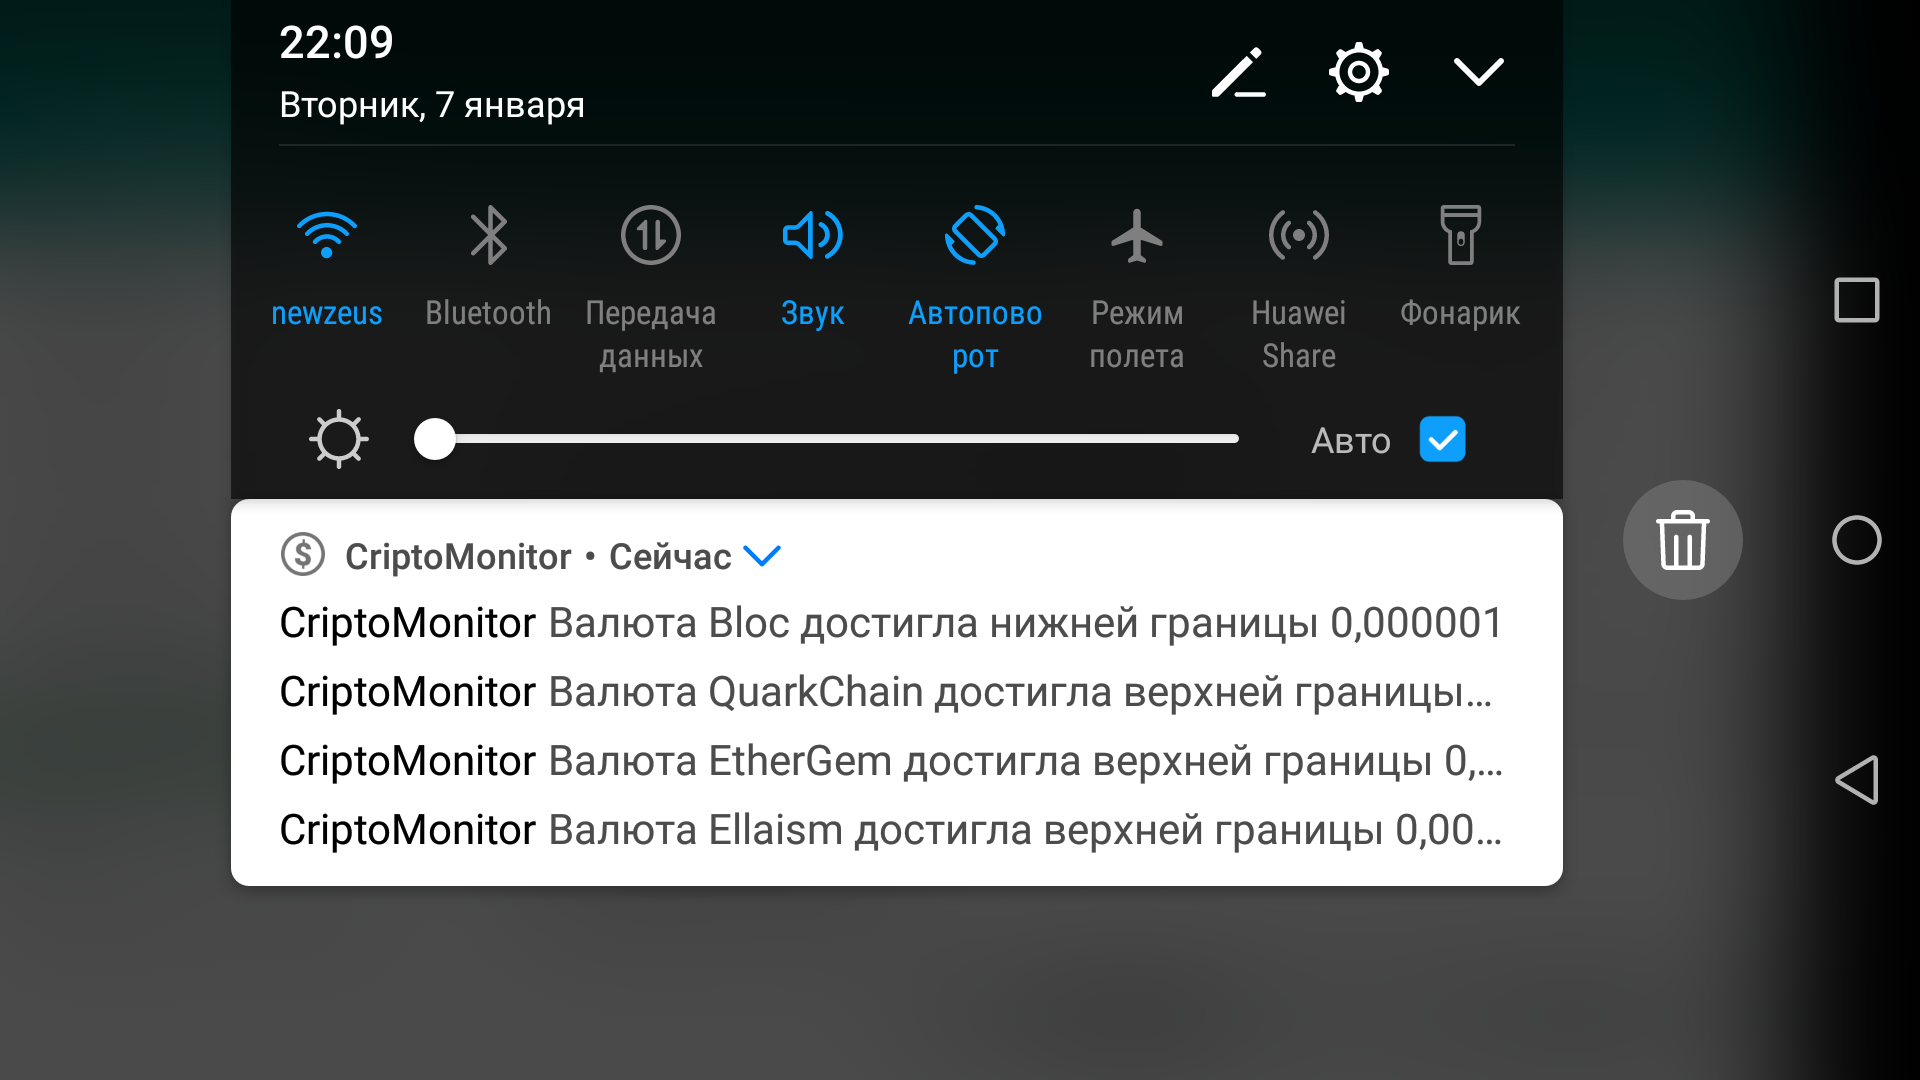 22:09
Вторник, 7 января
newzeus Bluetooth Передача данных Звук Автоповорот Режим полета Huawei Share Фонарик
Авто
CriptoMonitor • Сейчас
CriptoMonitor Валюта Bloc достигла нижней границы 0,000001
CriptoMonitor Валюта QuarkChain достигла верхней границы...
CriptoMonitor Валюта EtherGem достигла верхней границы 0,...
CriptoMonitor Валюта Ellaism достигла верхней границы 0,00...